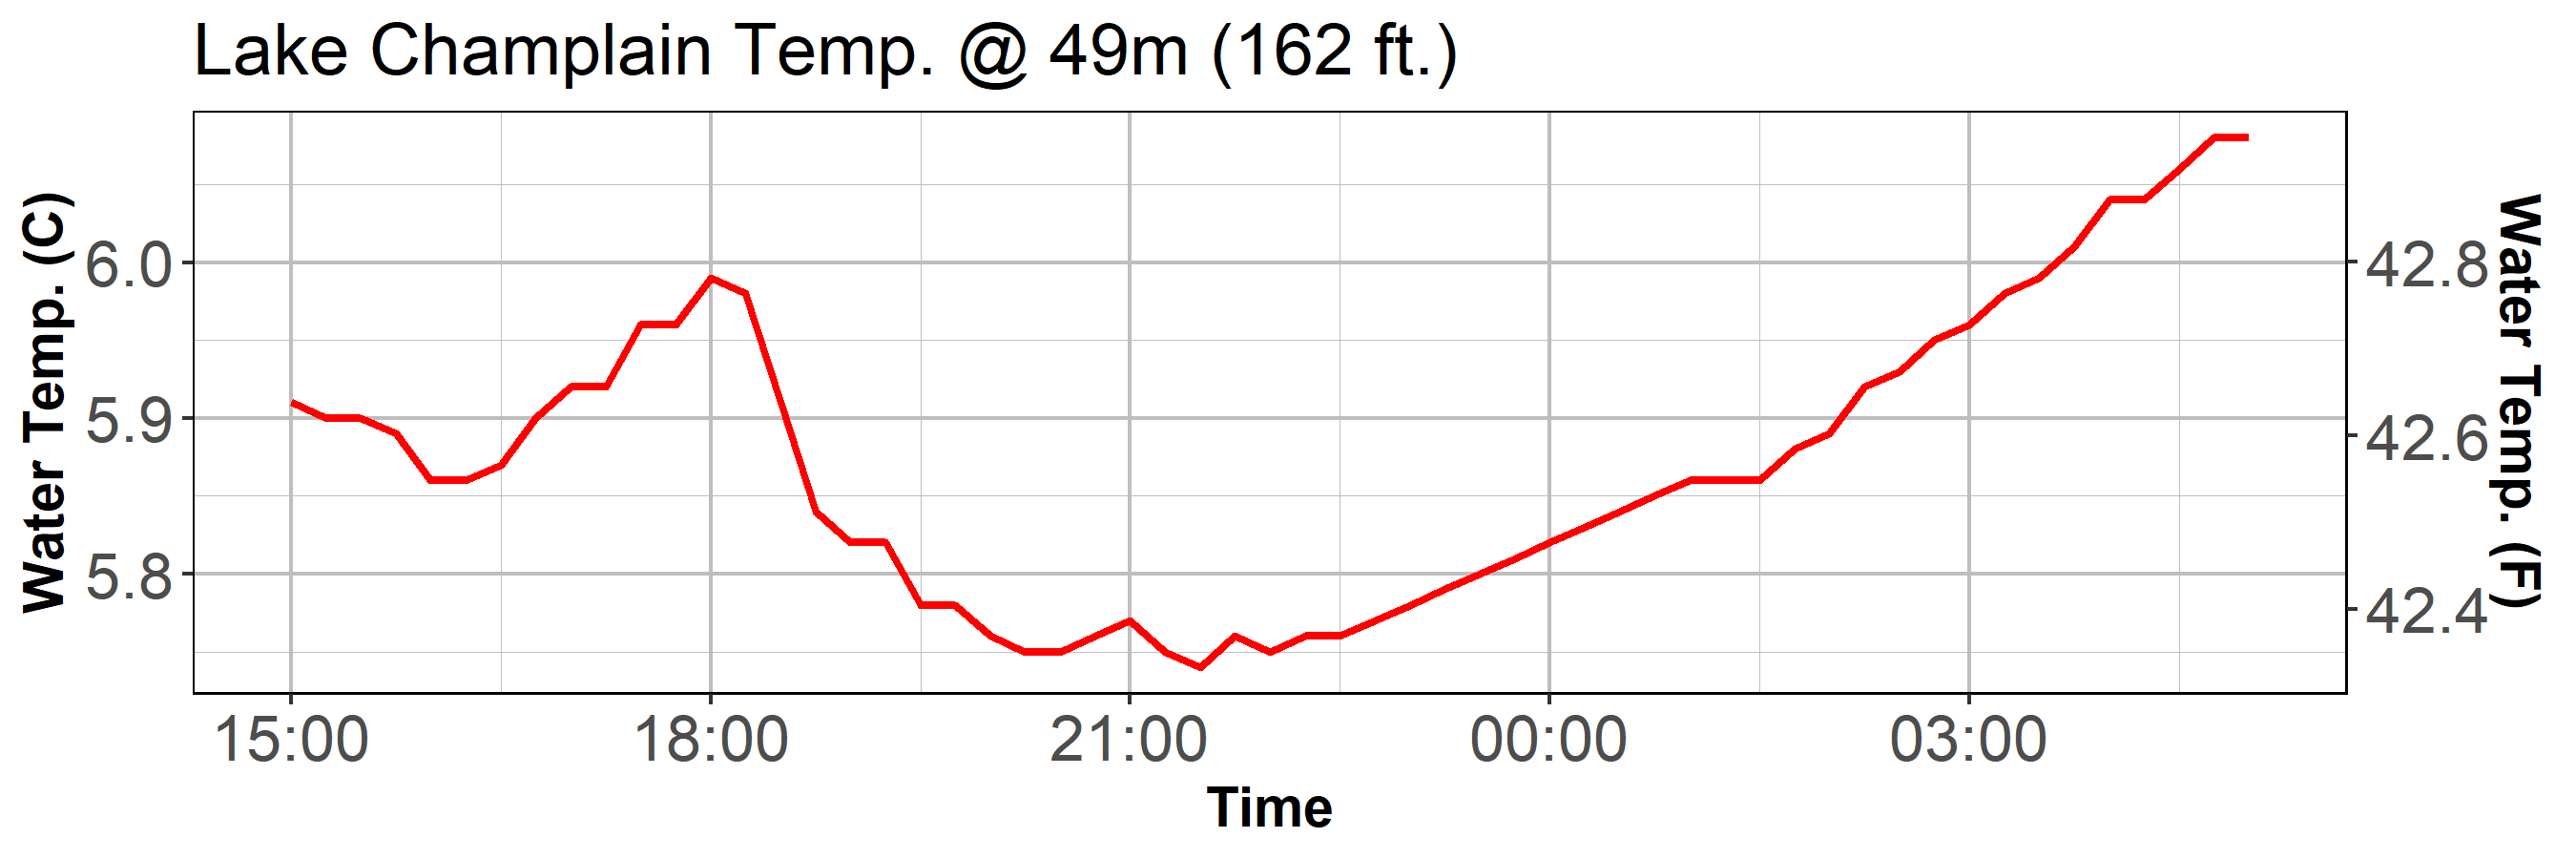 Lake Champlain Temp. @ 49m (162 ft.)
Water Temp. (C)
6.0
5.9
5.8
42.8
42.6
42.4
Water Temp. (F)
15:00 18:00 21:00 00:00 03:00
Time